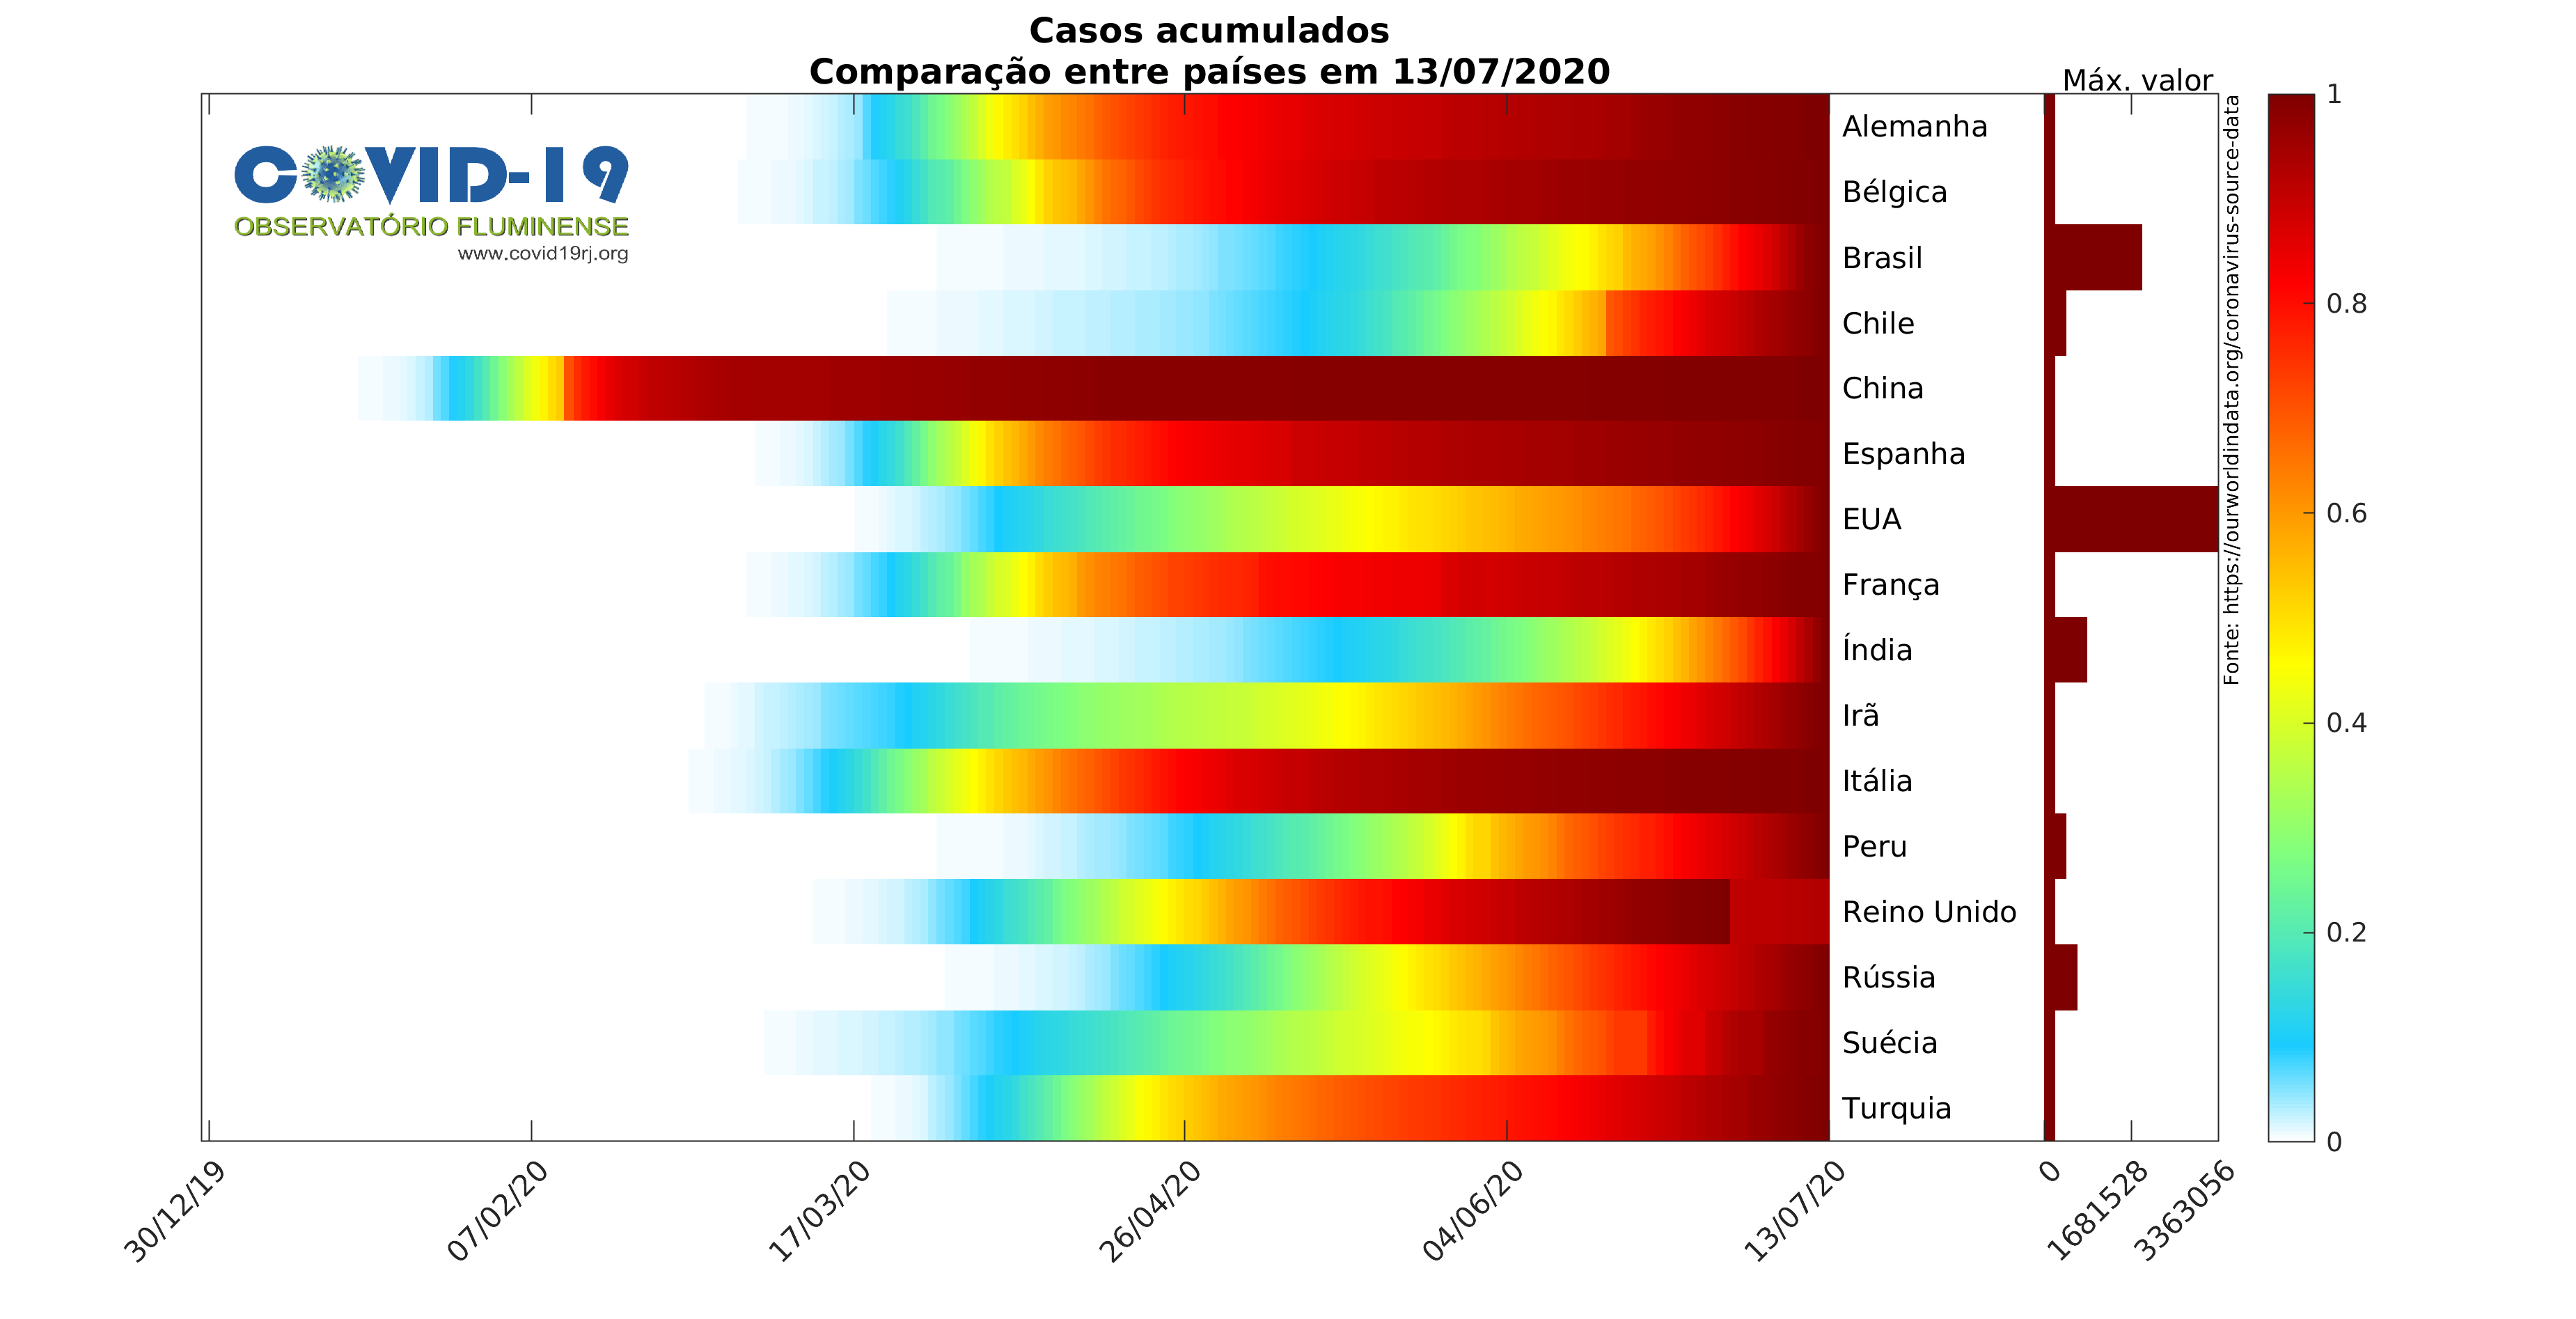 Casos acumulados
Comparação entre países em 13/07/2020
Máx. valor
COVID-19
OBSERVATÓRIO FLUMINENSE
www.covid19rj.org
Alemanha
Bélgica
Brasil
Chile
China
Espanha
EUA
França
Índia
Irã
Itália
Peru
Reino Unido
Rússia
Suécia
Turquia
Fonte: https://ourworldindata.org/coronavirus-source-data
1
0.8
0.6
0.4
0.2
0
30/12/19
07/02/20
17/03/20
26/04/20
04/06/20
13/07/20
0
1681528
3363056